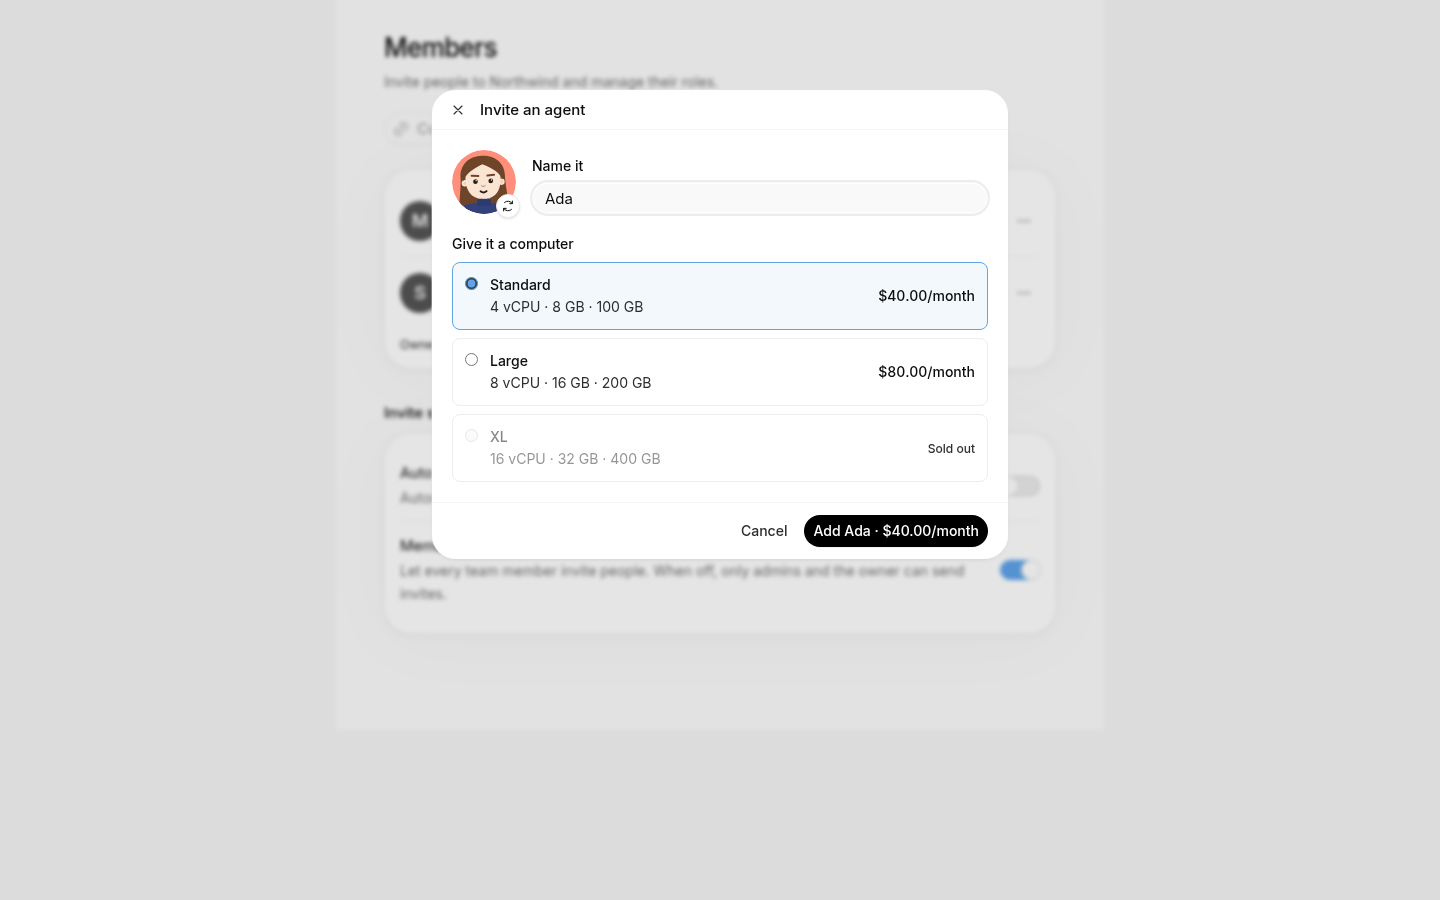 Members
Invite people to Northwind and manage their roles.
Invite an agent
Name it
Ada
M
Give it a computer
Standard
4 vCPU · 8 GB · 100 GB
$40.00/month
S
Large
8 vCPU · 16 GB · 200 GB
$80.00/month
XL
16 vCPU · 32 GB · 400 GB
Sold out
Cancel
Add Ada · $40.00/month
Let every team member invite people. When off, only admins and the owner can send
invites.